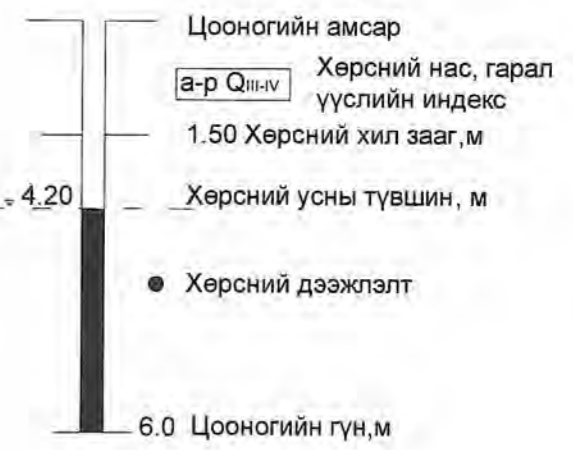 Цооногийн амсар
а-р QIII-IV Хөрсний нас, гарал
үүслийн индекс
1.50 Хөрсний хил зааг,м
4.20 Хөрсний усны түвшин, м
Хөрсний дээжлэлт
6.0 Цооногийн гүн,м